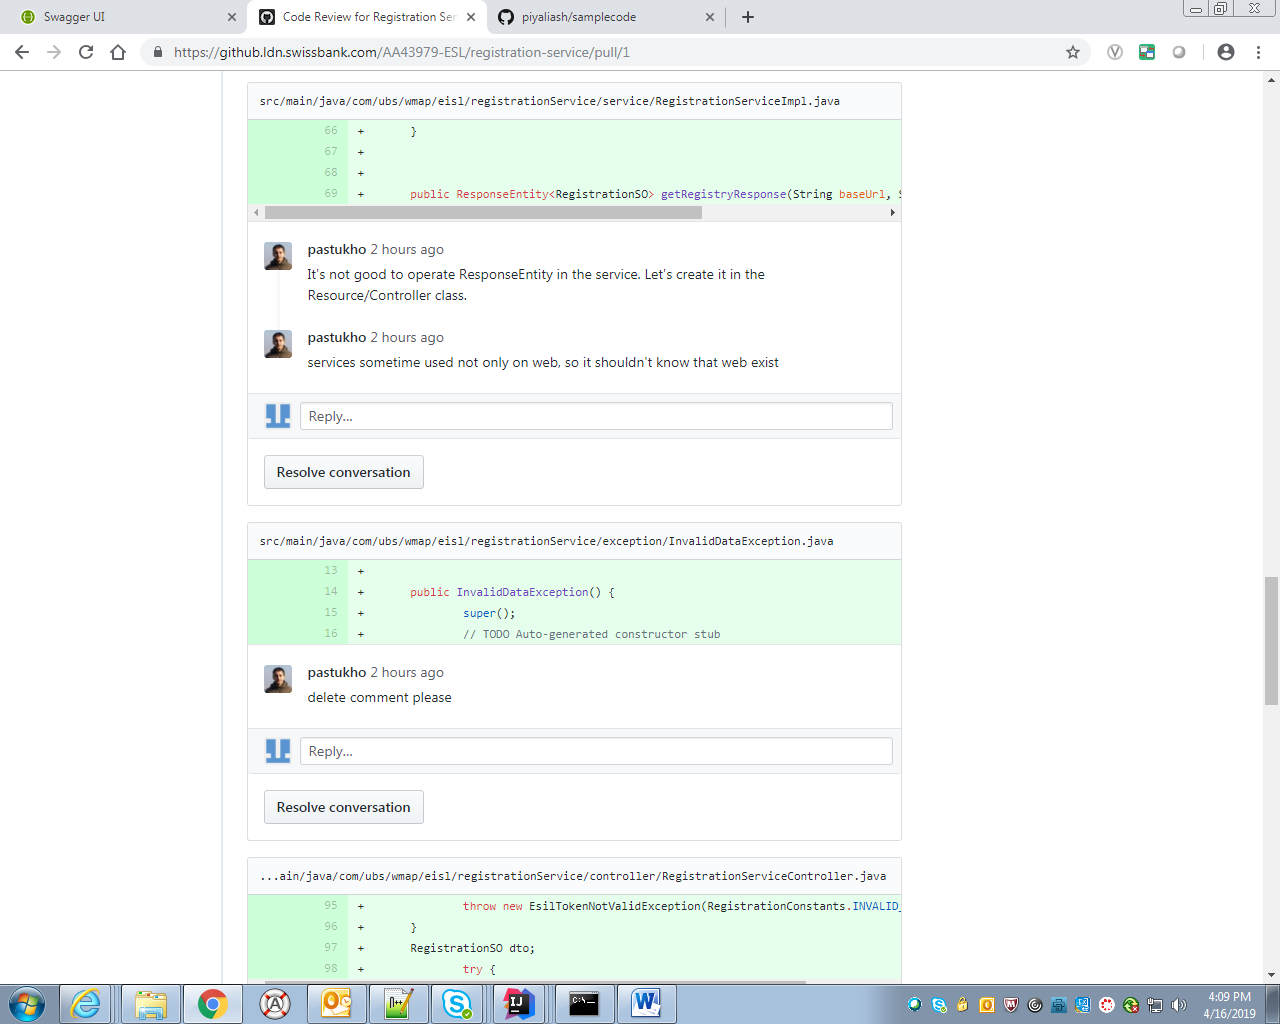 Swagger UI
Code Review for Registration Ser
piyaliash/samplecode
https://github.ldn.swissbank.com/AA43979-ESL/registration-service/pull/1
src/main/java/com/ubs/wmap/eisl/registrationService/service/RegistrationServiceImpl.java
66 + }
67 +
68 +
69 + public ResponseEntity<RegistrationSO> getRegistryResponse(String baseUrl, S
pastukho 2 hours ago
It's not good to operate ResponseEntity in the service. Let's create it in the
Resource/Controller class.
pastukho 2 hours ago
services sometime used not only on web, so it shouldn't know that web exist
Reply...
Resolve conversation
src/main/java/com/ubs/wmap/eisl/registrationService/exception/InvalidDataException.java
13 +
14 + public InvalidDataException() {
15 + super();
16 + // TODO Auto-generated constructor stub
pastukho 2 hours ago
delete comment please
Reply...
Resolve conversation
...ain/java/com/ubs/wmap/eisl/registrationService/controller/RegistrationServiceController.java
95 + throw new EsilTokenNotValidException(RegistrationConstants.INVALID_
96 + }
97 + RegistrationSO dto;
98 + try {
4:09 PM
4/16/2019